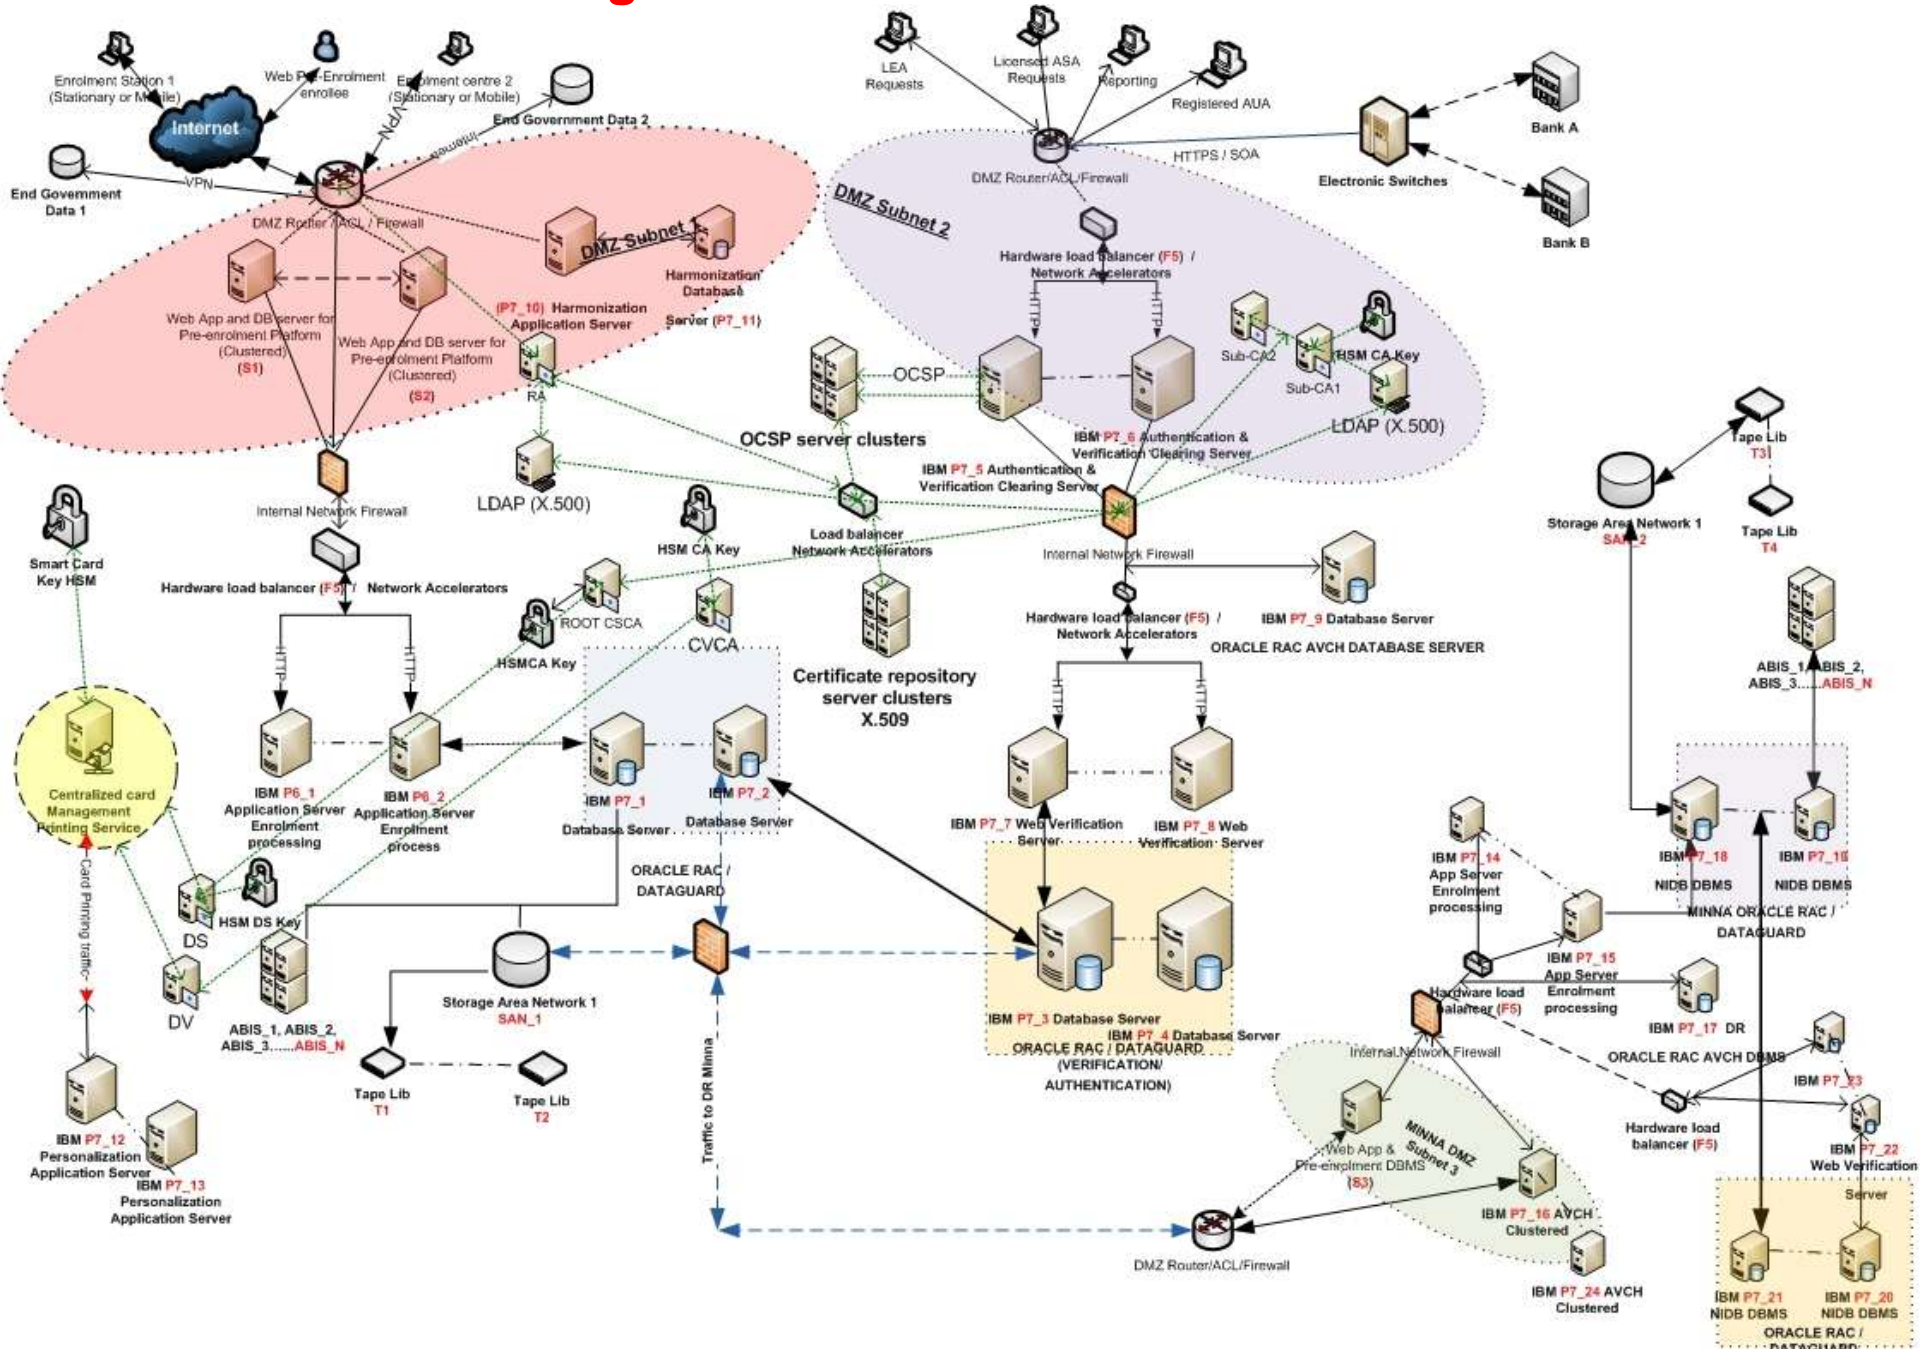 Enrolment Station 1
(Stationary or Mobile)
Web Pre-Enrolment
enrollee
Enrolment centre 2
(Stationary or Mobile)
Internet
VPN
Internet
End Government Data 2
End Government
Data 1
VPN
DMZ Router / ACL / Firewall
DMZ Subnet
Harmonization
Database
Server (P7_11)
(P7_10) Harmonization
Application Server
Web App and DB server for
Pre-enrolment Platform
(Clustered)
(S1)
Web App and DB server for
Pre-enrolment Platform
(Clustered)
(S2)
RA
LDAP (X.500)
Internal Network Firewall
Hardware load balancer (F5) / Network Accelerators
HTTP
HTTP
Smart Card
Key HSM
Centralized card
Management
Printing Service
Card Printing traffic
IBM P6_1
Application Server
Enrolment
processing
IBM P6_2
Application Server
Enrolment
process
HSM CA Key
ROOT CSCA
HSMCA Key
CVCA
IBM P7_1
Database Server
IBM P7_2
Database Server
ORACLE RAC /
DATAGUARD
HSM DS Key
DS
DV
ABIS_1, ABIS_2,
ABIS_3......ABIS_N
Storage Area Network 1
SAN_1
Tape Lib
T1
Tape Lib
T2
IBM P7_12
Personalization
Application Server
IBM P7_13
Personalization
Application Server
Traffic to DR Minna
LEA
Requests
Licensed ASA
Requests
Reporting
Registered AUA
HTTPS / SOA
Electronic Switches
Bank A
Bank B
DMZ Router/ACL/Firewall
DMZ Subnet 2
Hardware load balancer (F5) /
Network Accelerators
HTTP
HTTP
OCSP
OCSP server clusters
Sub-CA2
Sub-CA1
HSM CA Key
LDAP (X.500)
IBM P7_6 Authentication &
Verification Clearing Server
IBM P7_5 Authentication &
Verification Clearing Server
Load balancer
Network Accelerators
Certificate repository
server clusters
X.509
Internal Network Firewall
Hardware load balancer (F5) /
Network Accelerators
IBM P7_9 Database Server
ORACLE RAC AVCH DATABASE SERVER
HTTP
HTTP
IBM P7_7 Web Verification
Server
IBM P7_8 Web
Verification Server
IBM P7_3 Database Server
IBM P7_4 Database Server
ORACLE RAC / DATAGUARD
(VERIFICATION/
AUTHENTICATION)
Tape Lib
T3
Storage Area Network 1
SAN_2
Tape Lib
T4
ABIS_1, ABIS_2,
ABIS_3......ABIS_N
IBM P7_18
NIDB DBMS
NIDB DBMS
MINNA ORACLE RAC /
DATAGUARD
IBM P7_14
App Server
Enrolment
processing
IBM P7_15
App Server
Enrolment
processing
Hardware load
balancer (F5)
IBM P7_17 DR
ORACLE RAC AVCH DBMS
Internal Network Firewall
IBM P7_23
Hardware load
balancer (F5)
IBM P7_22
Web Verification
Server
Web App &
Pre-enrolment DBMS
(S3)
MINNA DMZ
Subnet 3
IBM P7_16 AVCH
Clustered
DMZ Router/ACL/Firewall
IBM P7_24 AVCH
Clustered
IBM P7_21
NIDB DBMS
IBM P7_20
NIDB DBMS
ORACLE RAC /
DATAGUARD